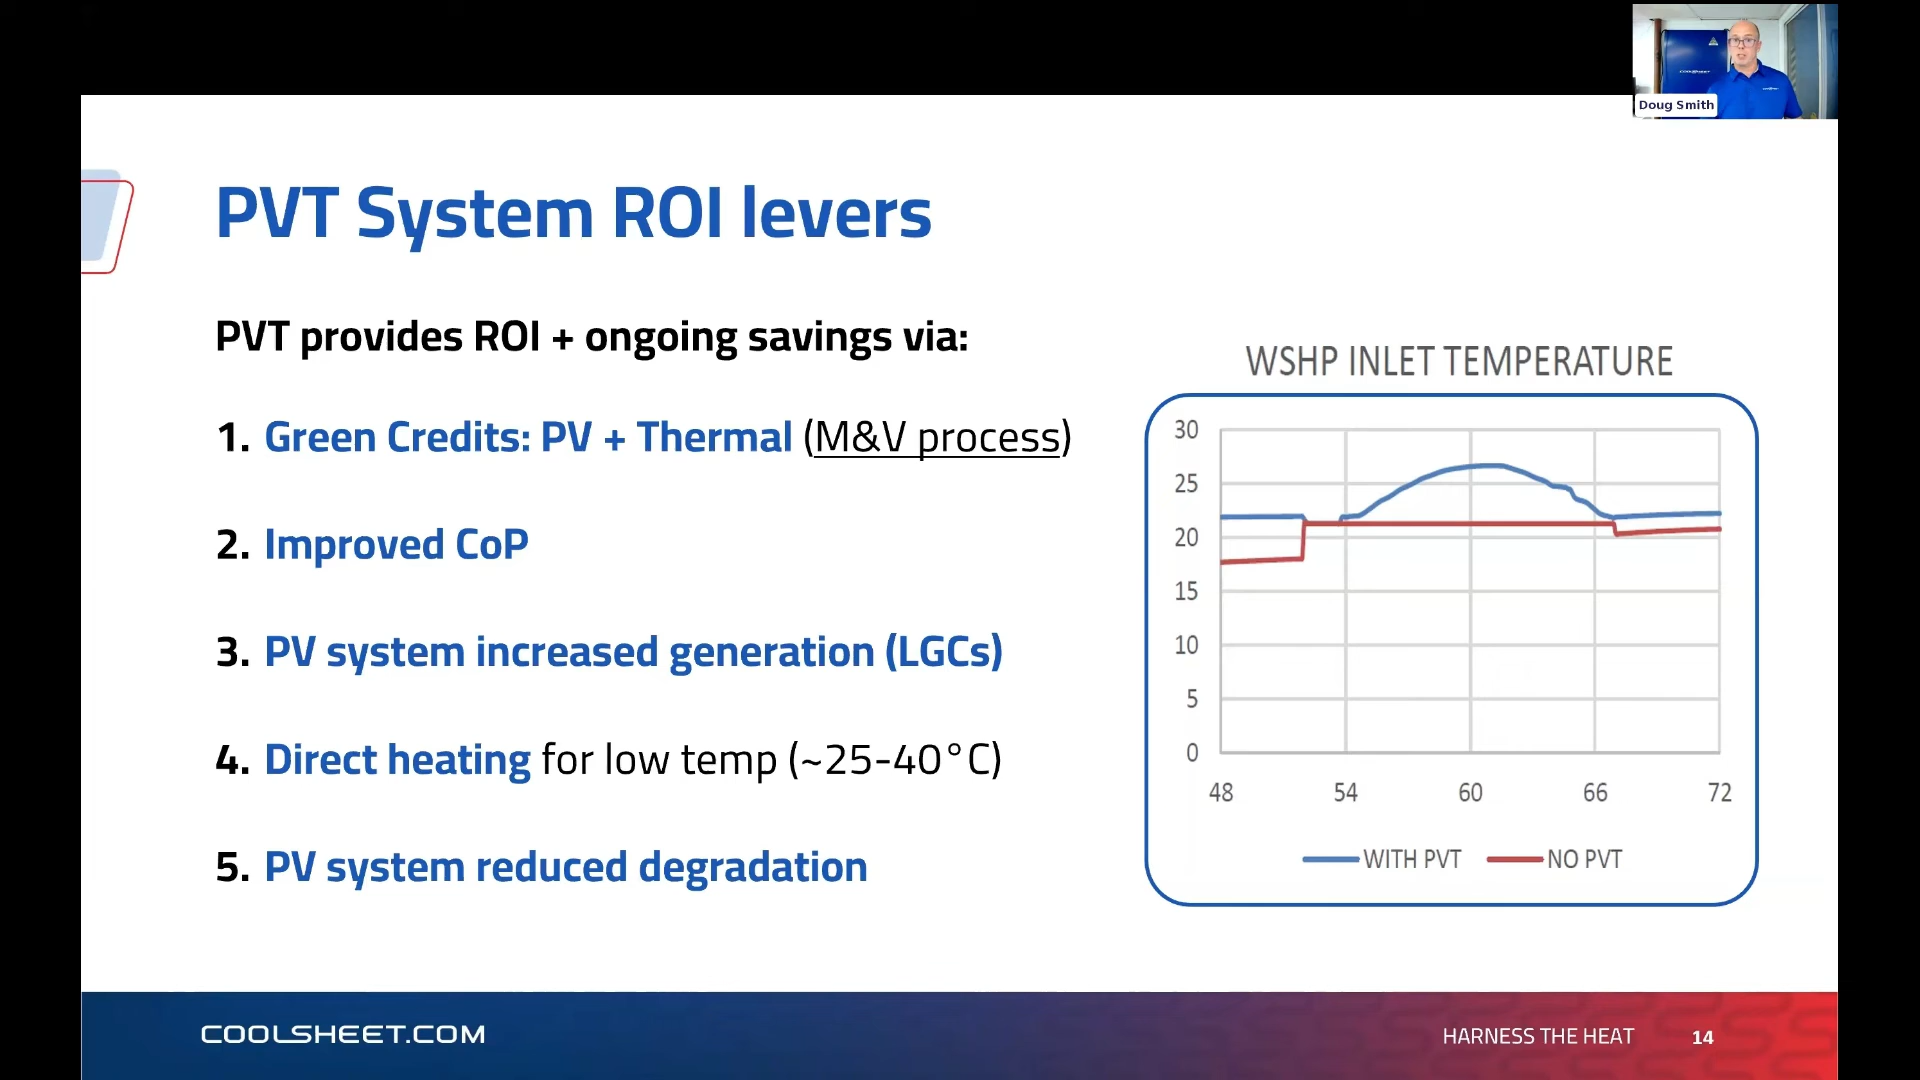 Doug Smith
PVT System ROI levers
PVT provides ROI + ongoing savings via:
1. Green Credits: PV + Thermal (M&V process)
2. Improved CoP
3. PV system increased generation (LGCs)
4. Direct heating for low temp (~25-40°C)
5. PV system reduced degradation
WSHP INLET TEMPERATURE
30
25
20
15
10
5
0
48 54 60 66 72
WITH PVT NO PVT
COOLSHEET.COM
HARNESS THE HEAT 14